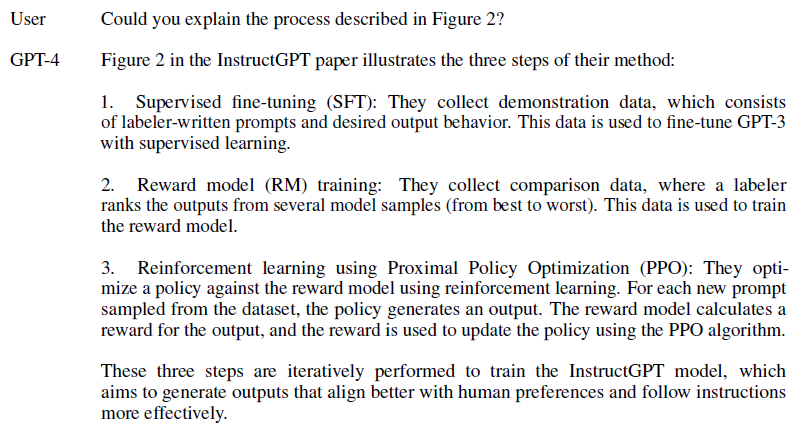 User Could you explain the process described in Figure 2?
GPT-4 Figure 2 in the InstructGPT paper illustrates the three steps of their method:
1. Supervised fine-tuning (SFT): They collect demonstration data, which consists
of labeler-written prompts and desired output behavior. This data is used to fine-tune GPT-3
with supervised learning.
2. Reward model (RM) training: They collect comparison data, where a labeler
ranks the outputs from several model samples (from best to worst). This data is used to train
the reward model.
3. Reinforcement learning using Proximal Policy Optimization (PPO): They opti-
mize a policy against the reward model using reinforcement learning. For each new prompt
sampled from the dataset, the policy generates an output. The reward model calculates a
reward for the output, and the reward is used to update the policy using the PPO algorithm.
These three steps are iteratively performed to train the InstructGPT model, which
aims to generate outputs that align better with human preferences and follow instructions
more effectively.